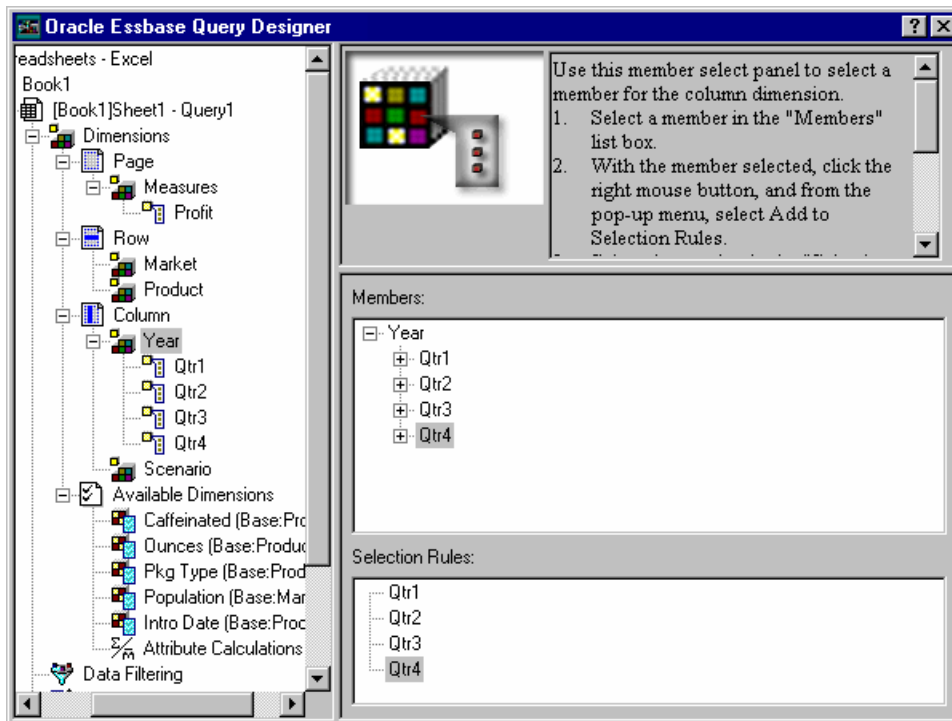 Oracle Essbase Query Designer
readsheets - Excel
Book1
[Book1]Sheet1 - Query1
Dimensions
Page
Measures
Profit
Row
Market
Product
Column
Year
Qtr1
Qtr2
Qtr3
Qtr4
Scenario
Available Dimensions
Caffeinated (Base:Pro
Ounces (Base:Produc
Pkg Type (Base:Prod
Population (Base:Mar
Intro Date (Base:Proc
Attribute Calculations
Data Filtering
Use this member select panel to select a
member for the column dimension.
1. Select a member in the "Members"
list box.
2. With the member selected, click the
right mouse button, and from the
pop-up menu, select Add to
Selection Rules.
Members:
Year
Qtr1
Qtr2
Qtr3
Qtr4
Selection Rules:
Qtr1
Qtr2
Qtr3
Qtr4